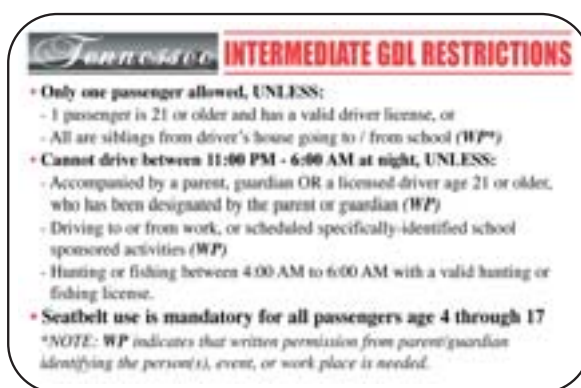 Tennessee INTERMEDIATE GDL RESTRICTIONS
• Only one passenger allowed, UNLESS:
- 1 passenger is 21 or older and has a valid driver license, or
- All are siblings from driver's house going to / from school (WP*)
• Cannot drive between 11:00 PM - 6:00 AM at night, UNLESS:
- Accompanied by a parent, guardian OR a licensed driver age 21 or older,
who has been designated by the parent or guardian (WP)
- Driving to or from work, or scheduled specifically-identified school
sponsored activities (WP)
- Hunting or fishing between 4:00 AM to 6:00 AM with a valid hunting or
fishing license.
• Seatbelt use is mandatory for all passengers age 4 through 17
*NOTE: WP indicates that written permission from parent/guardian
identifying the person(s), event, or work place is needed.